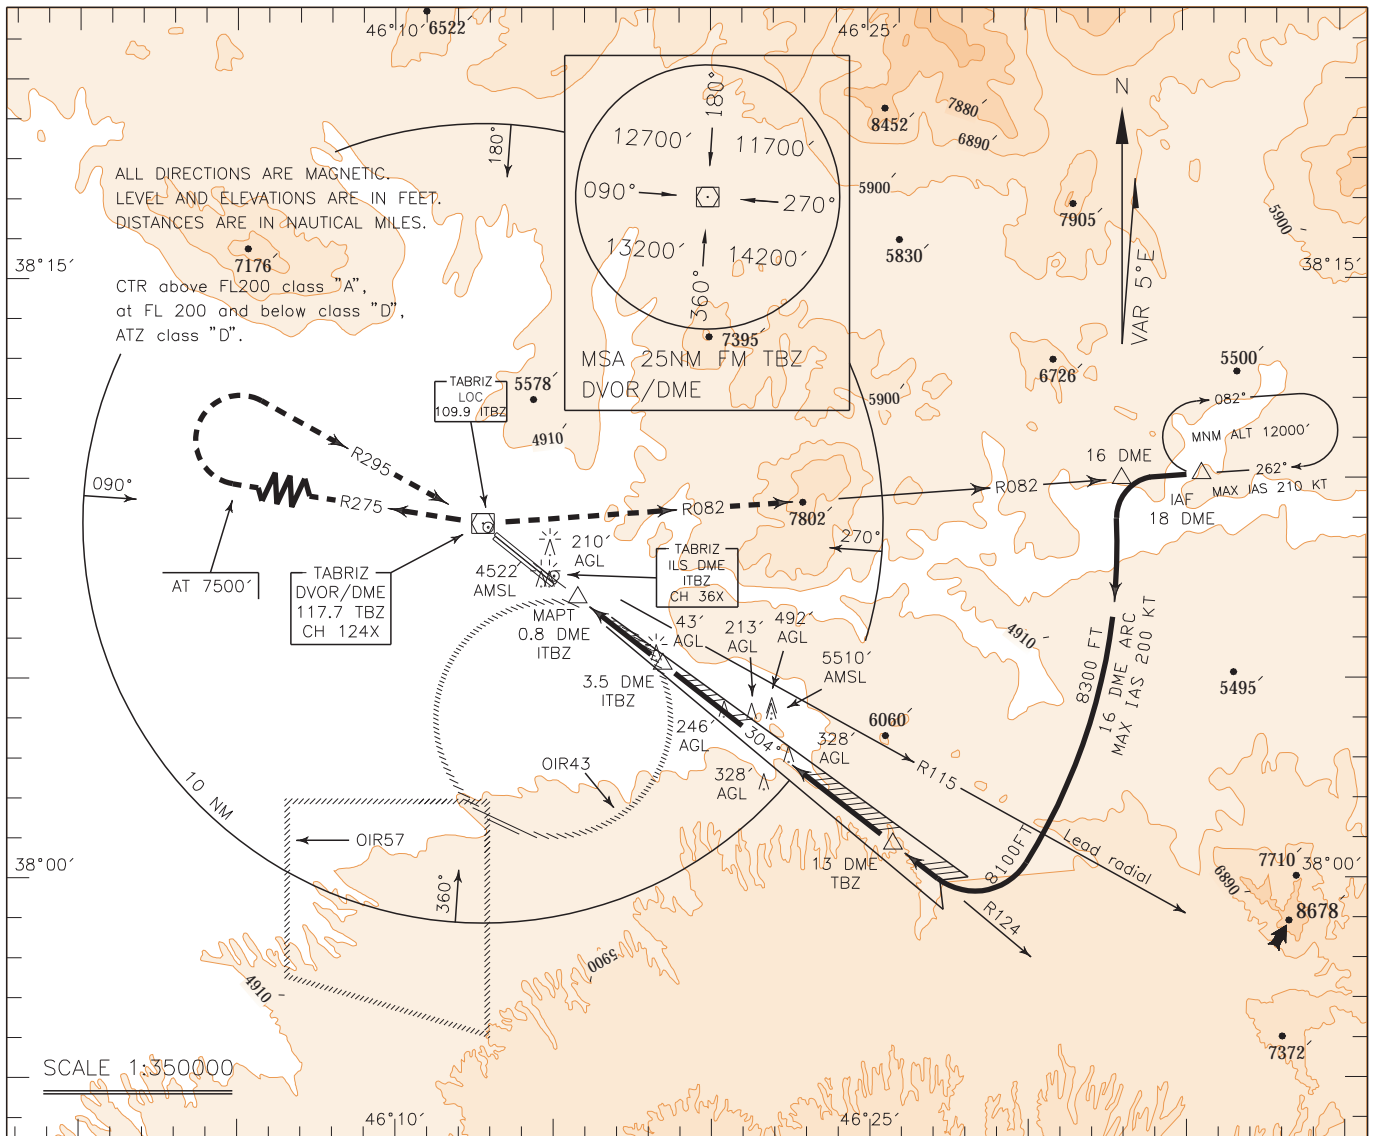 46°10′
6522′
46°25′
180°
12700′
11700′
090°
270°
13200′
14200′
360°
7395′
MSA 25NM FM TBZ
DVOR/DME
8452′
7880′
6890′
5900′
5830′
7905′
N
VAR 5°E
5900
38°15′
38°15′
180°
ALL DIRECTIONS ARE MAGNETIC.
LEVEL AND ELEVATIONS ARE IN FEET.
DISTANCES ARE IN NAUTICAL MILES.
7176′
CTR above FL200 class "A",
at FL 200 and below class "D",
ATZ class "D".
TABRIZ
LOC
109.9 ITBZ
5578′
4910′
5900′
6726′
5500′
082°
MNM ALT 12000′
262°
MAX IAS 210 KT
IAF
18 DME
16 DME
R082
R082
7802′
R295
R275
090°
AT 7500′
TABRIZ
DVOR/DME
117.7 TBZ
CH 124X
210′
AGL
4522′
AMSL
TABRIZ
ILS DME
ITBZ
CH 36X
270°
MAPT
0.8 DME
ITBZ
43′
AGL
213′
AGL
492′
AGL
5510′
AMSL
3.5 DME
ITBZ
246′
AGL
304°
328′
AGL
328′
AGL
6060′
4910′
8300 FT
16 DME ARC
MAX IAS 200 KT
5495′
R115
Lead radial
8100FT
13 DME
TBZ
R124
OIR43
OIR57
10 NM
360°
38°00′
7710′
38°00′
6890
8678′
7372′
5900
4910
SCALE 1:350000
46°10′
46°25′